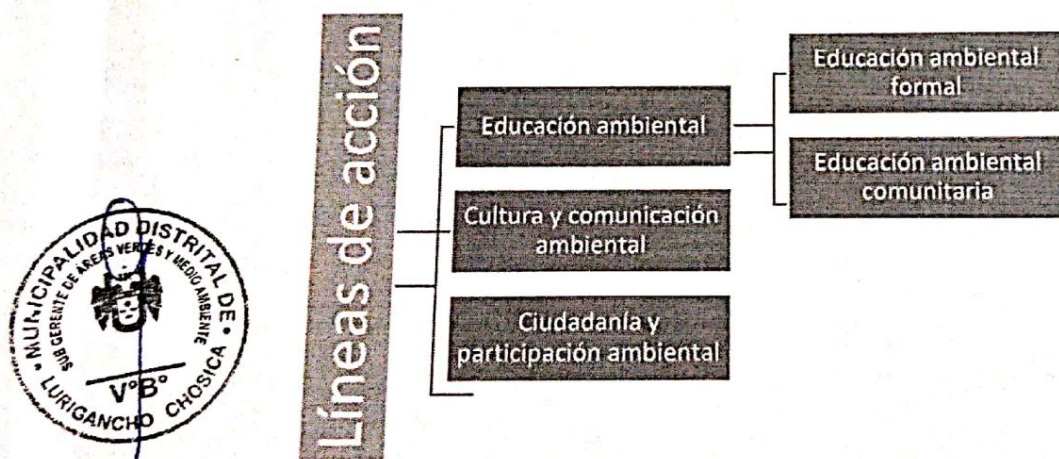 Líneas de acción
Educación ambiental
Educación ambiental
formal
Educación ambiental
comunitaria
Cultura y comunicación
ambiental
Ciudadanía y
participación ambiental
MUNICIPALIDAD DISTRITAL DE
LURIGANCHO CHOSICA
SUB GERENTE DE ÁREAS VERDES Y MEDIO AMBIENTE
V°B°